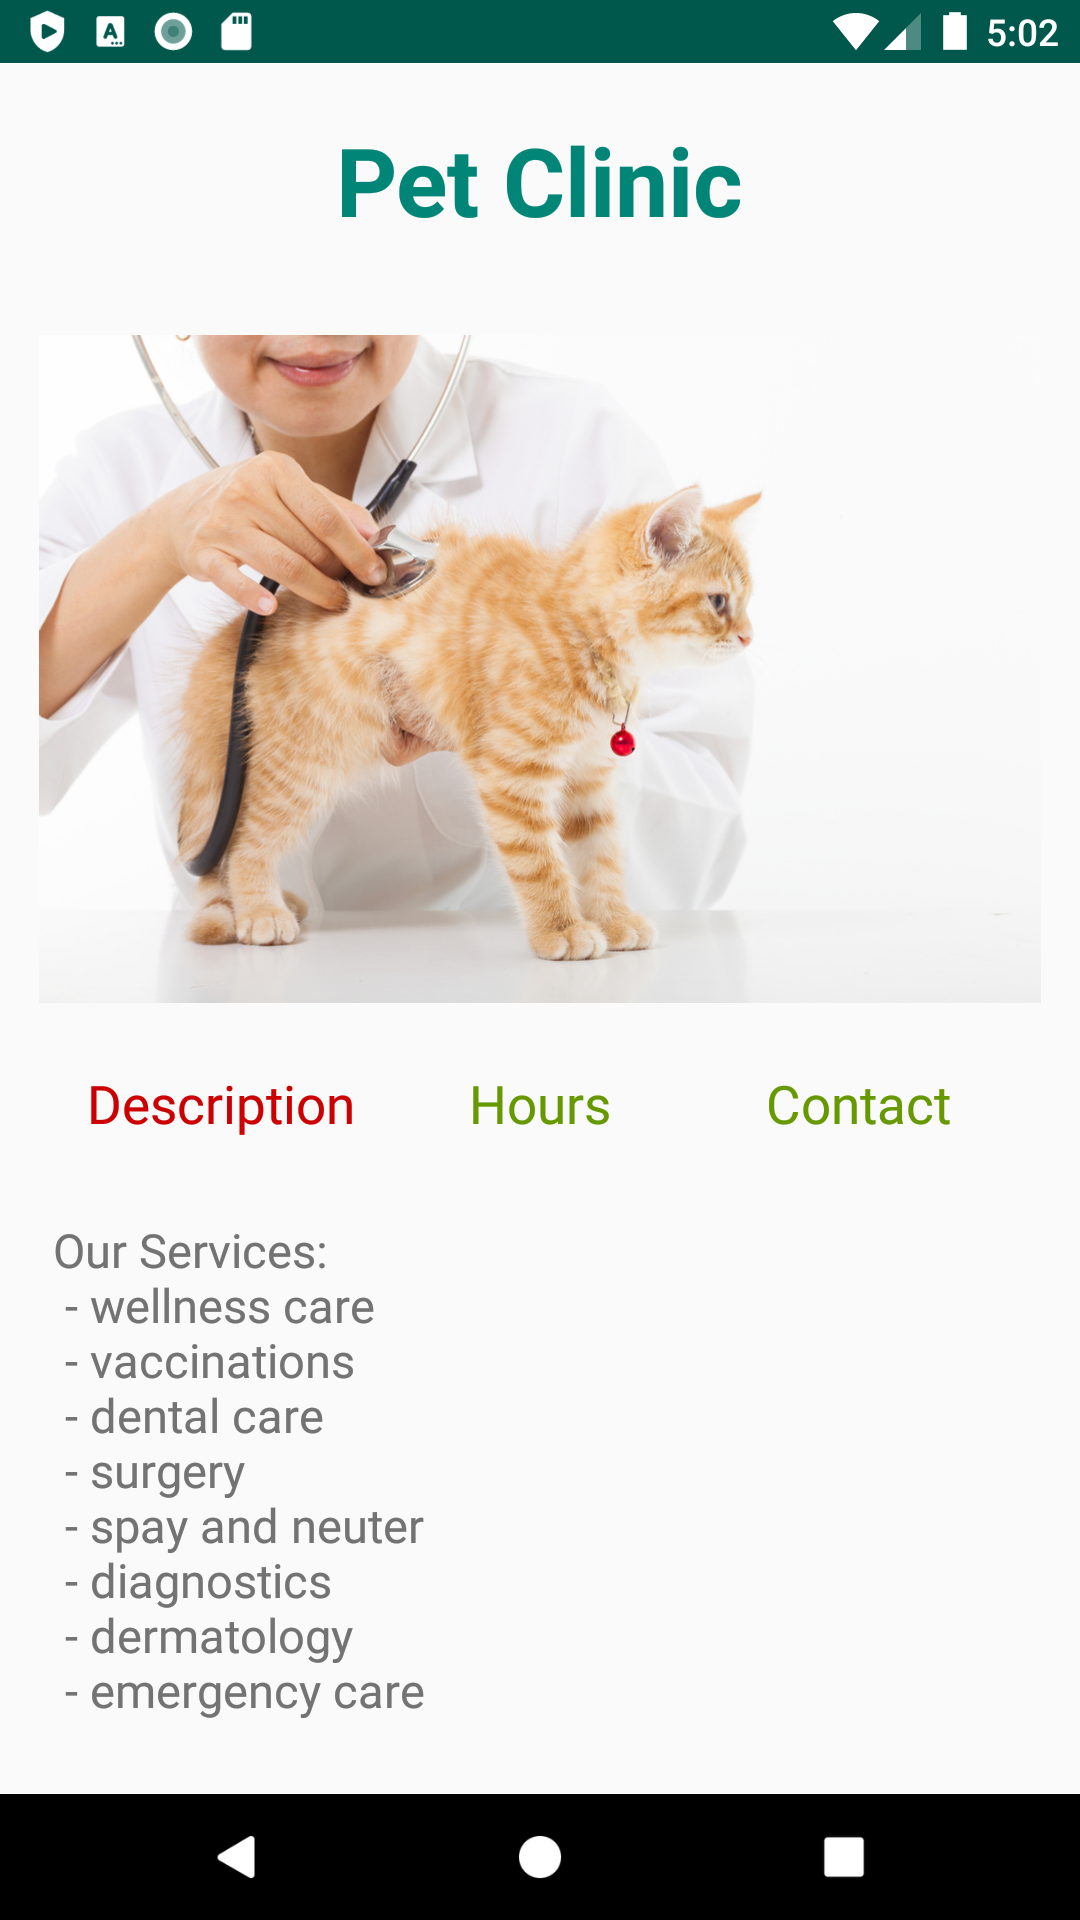 5:02
Pet Clinic
Description Hours Contact
Our Services:
- wellness care
- vaccinations
- dental care
- surgery
- spay and neuter
- diagnostics
- dermatology
- emergency care